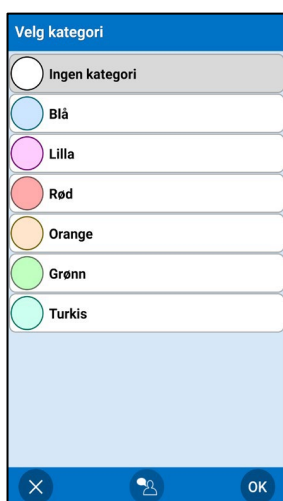 Velg kategori
Ingen kategori
Blå
Lilla
Rød
Orange
Grønn
Turkis
OK